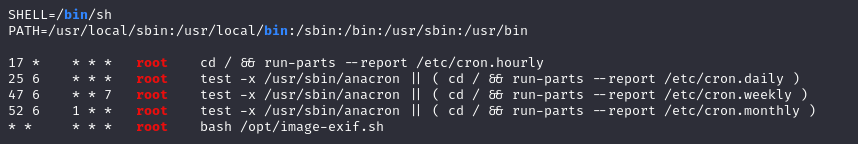 SHELL=/bin/sh
PATH=/usr/local/sbin:/usr/local/bin:/sbin:/bin:/usr/sbin:/usr/bin
17 * * * * root cd / && run-parts --report /etc/cron.hourly
25 6 * * * root test -x /usr/sbin/anacron || ( cd / && run-parts --report /etc/cron.daily )
47 6 * * 7 root test -x /usr/sbin/anacron || ( cd / && run-parts --report /etc/cron.weekly )
52 6 1 * * root test -x /usr/sbin/anacron || ( cd / && run-parts --report /etc/cron.monthly )
* * * * * root bash /opt/image-exif.sh